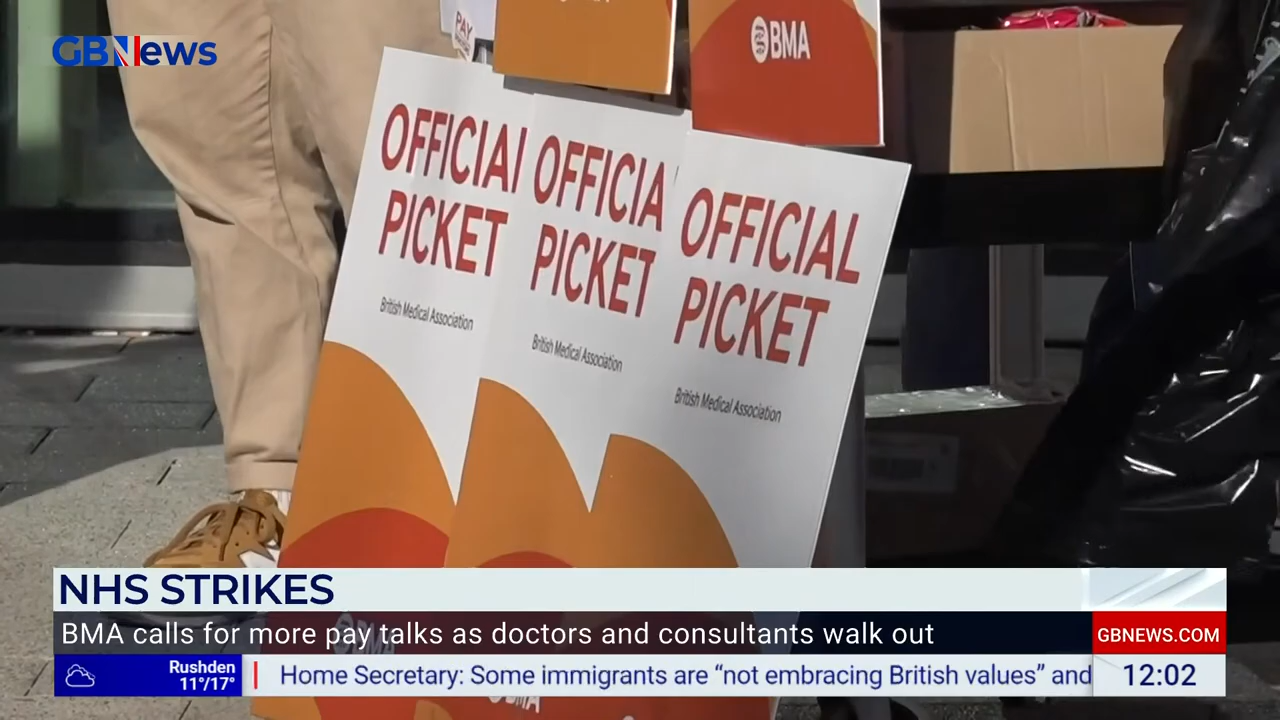 GBNews
PAY
BMA
OFFICIAL
PICKET
British Medical Association
OFFICIA
PICKET
British Medical Association
OFFICIAL
PICKET
British Medical Association
NHS STRIKES
BMA calls for more pay talks as doctors and consultants walk out
GBNEWS.COM
Rushden
11°/17°
Home Secretary: Some immigrants are “not embracing British values” and
12:02
BMA